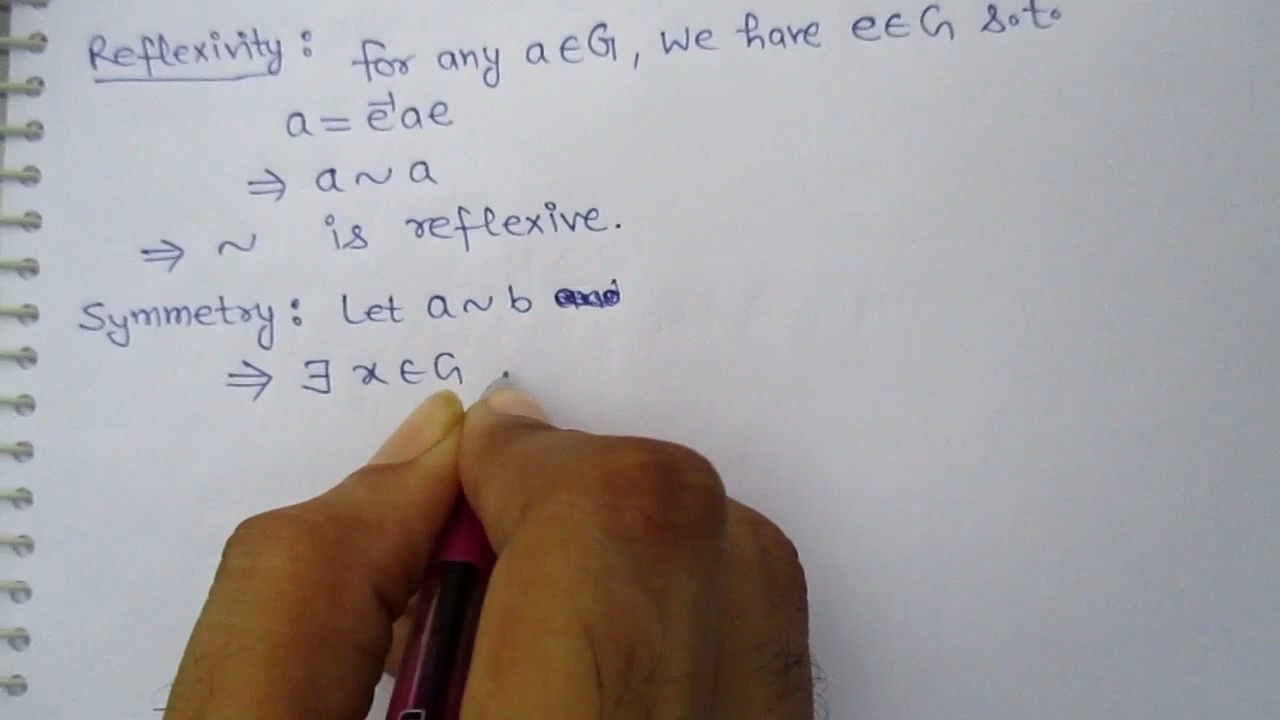 Reflexivity: for any a∈G, we have e∈G s.t.
a = e⁻¹ae
⇒ a ~ a
⇒ ~ is reflexive.
Symmetry: Let a ~ b
⇒ ∃ x ∈ G